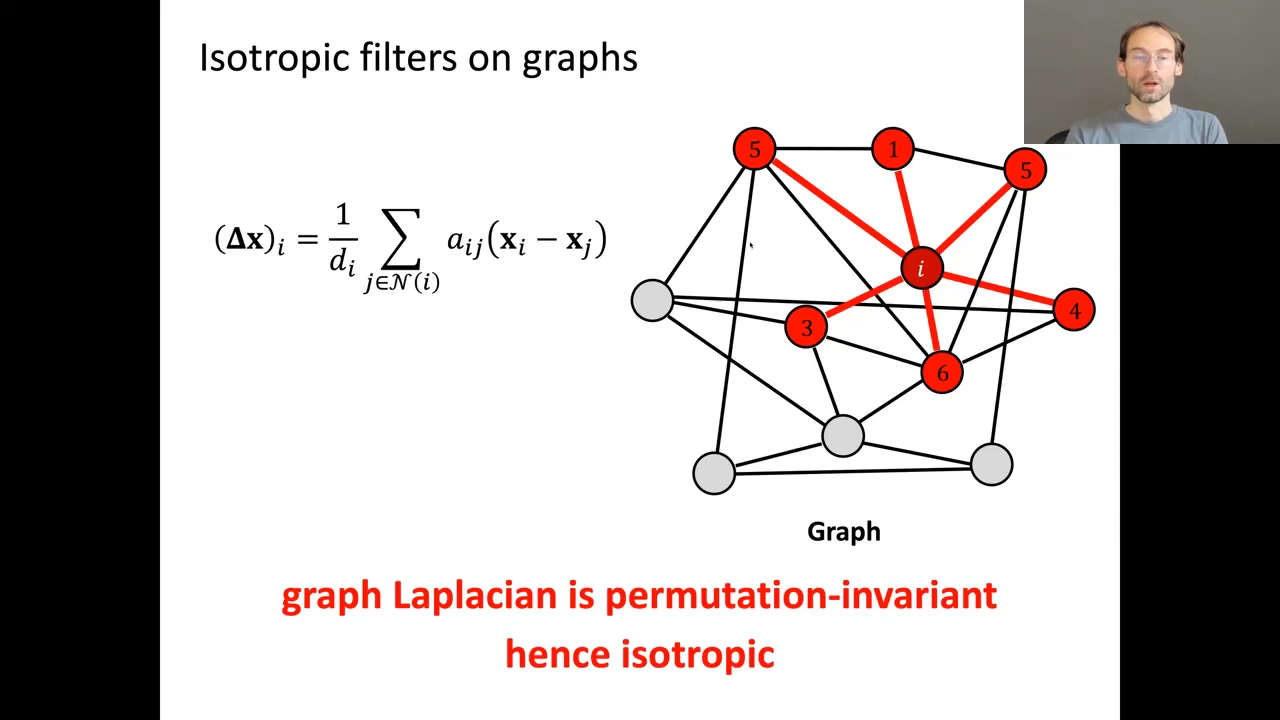 Isotropic filters on graphs
(Δx)ᵢ = 1/dᵢ ∑_{j∈𝒩(i)} aᵢⱼ(xᵢ − xⱼ)
5
1
5
i
4
3
6
Graph
graph Laplacian is permutation-invariant
hence isotropic